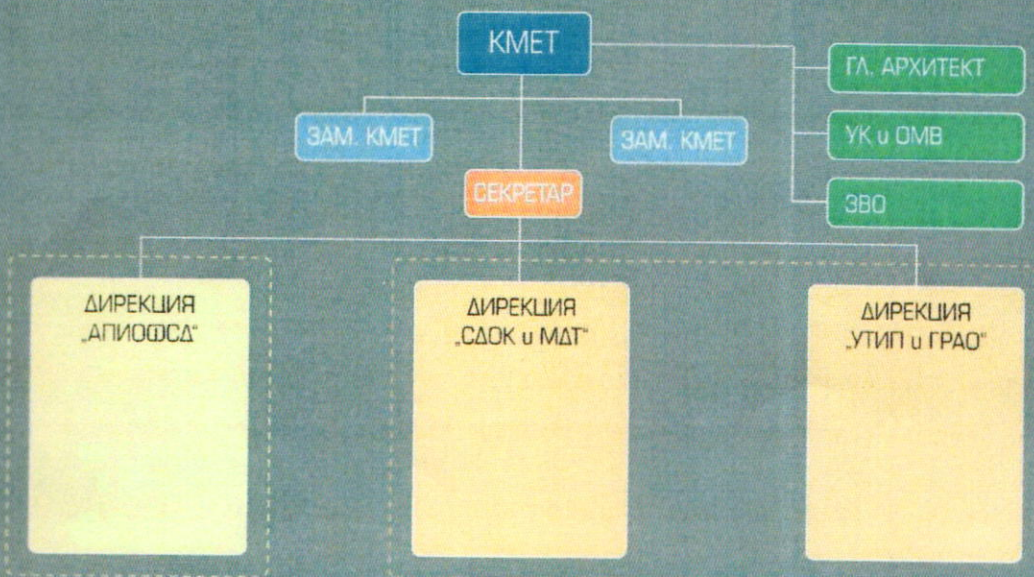 КМЕТ
ГЛ. АРХИТЕКТ
ЗАМ. КМЕТ
ЗАМ. КМЕТ
УК и ОМВ
СЕКРЕТАР
ЗВО
ДИРЕКЦИЯ
„АПИОФСД“
ДИРЕКЦИЯ
„СДОК и МДТ“
ДИРЕКЦИЯ
„УТИП и ГРАО“